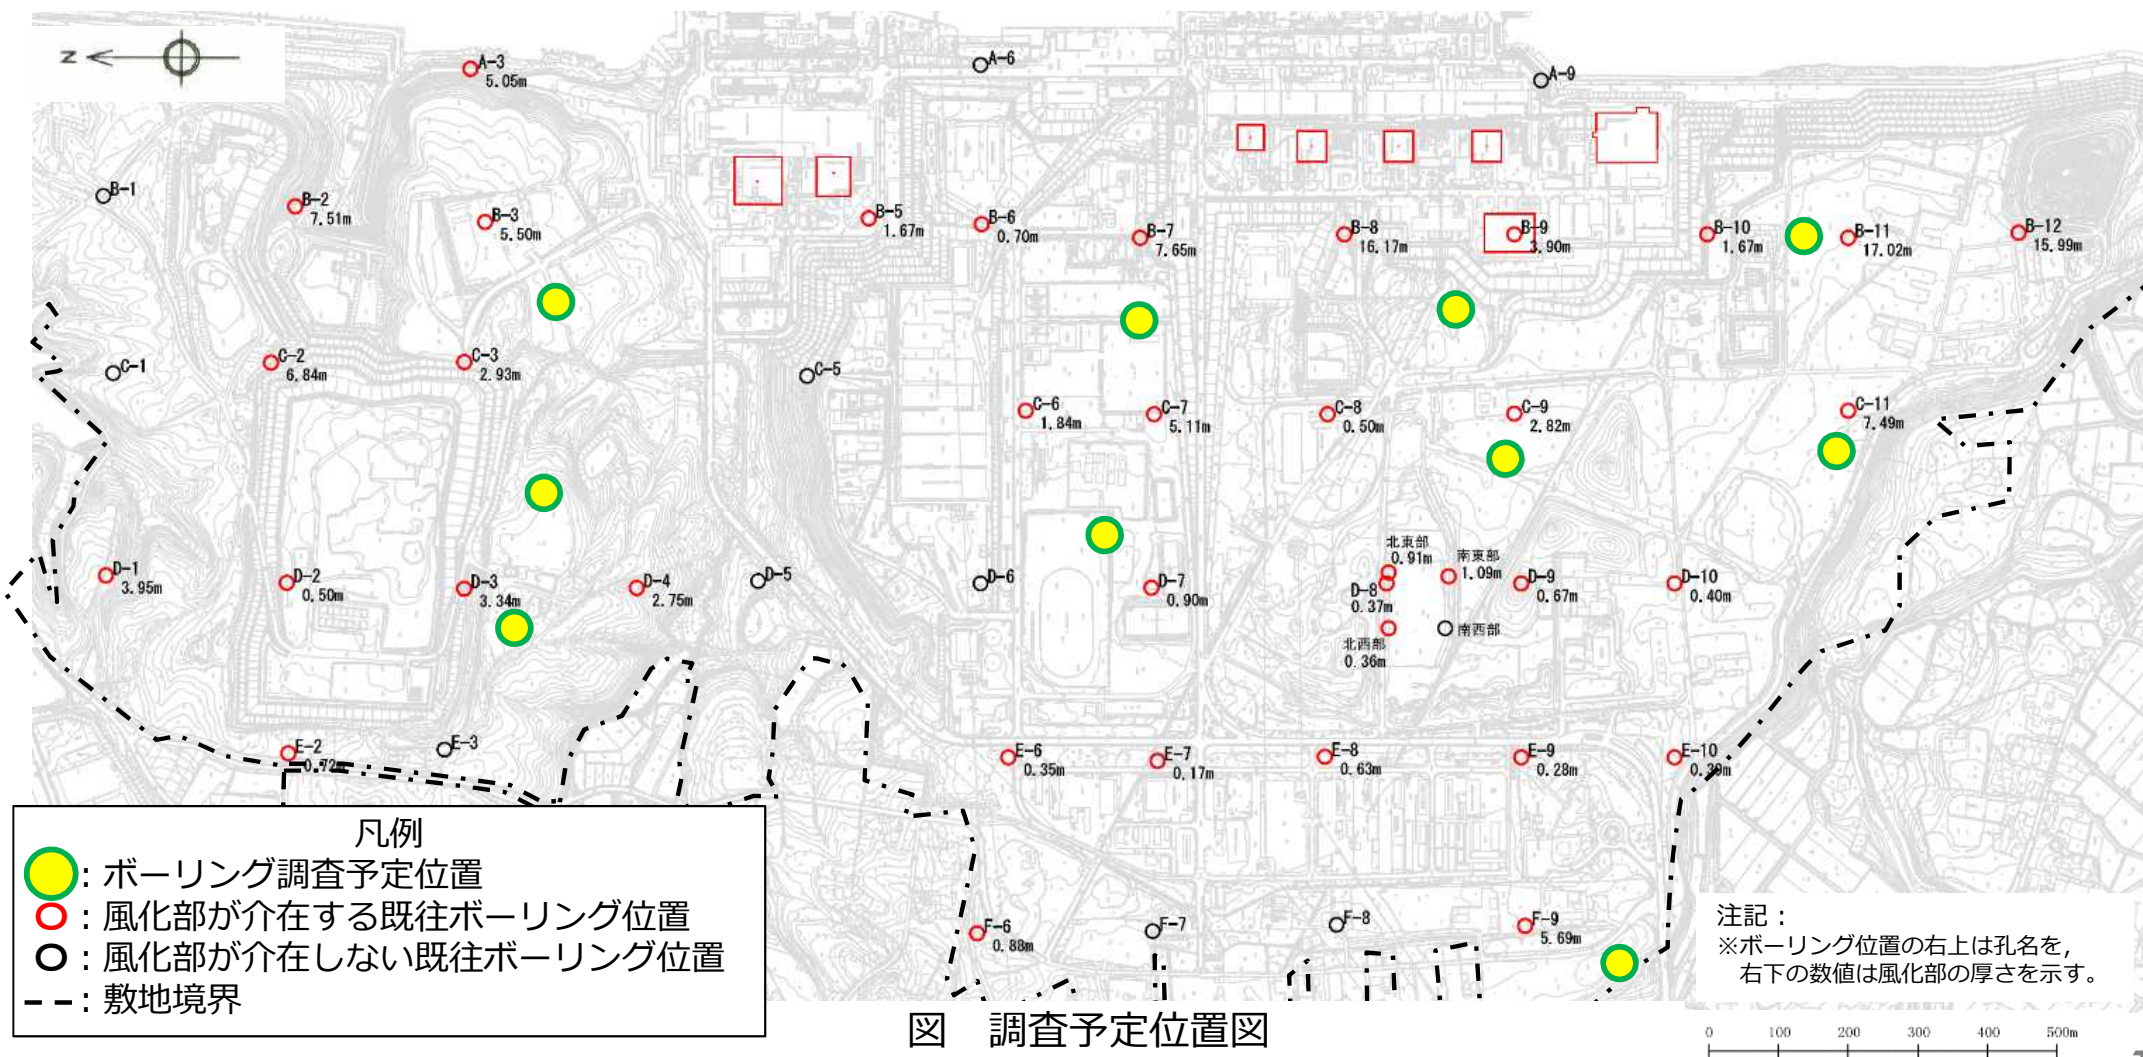 Z
A-3
5.05m
A-6
A-9
B-1
B-2
7.51m
B-3
5.50m
B-5
1.67m
B-6
0.70m
B-7
7.65m
B-8
16.17m
B-9
3.90m
B-10
1.67m
B-11
17.02m
B-12
15.99m
C-1
C-2
6.84m
C-3
2.93m
C-5
C-6
1.84m
C-7
5.11m
C-8
0.50m
C-9
2.82m
C-11
7.49m
D-1
3.95m
D-2
0.50m
D-3
3.34m
D-4
2.75m
D-5
D-6
D-7
0.90m
北東部
0.91m
D-8
0.37m
北西部
0.36m
南東部
1.09m
南西部
D-9
0.67m
D-10
0.40m
E-2
0.72m
E-3
E-6
0.35m
E-7
0.17m
E-8
0.63m
E-9
0.28m
E-10
0.39m
F-6
0.88m
F-7
F-8
F-9
5.69m
凡例
：ボーリング調査予定位置
：風化部が介在する既往ボーリング位置
：風化部が介在しない既往ボーリング位置
：敷地境界
注記：
※ボーリング位置の右上は孔名を，
右下の数値は風化部の厚さを示す。
図　調査予定位置図
0 100 200 300 400 500m